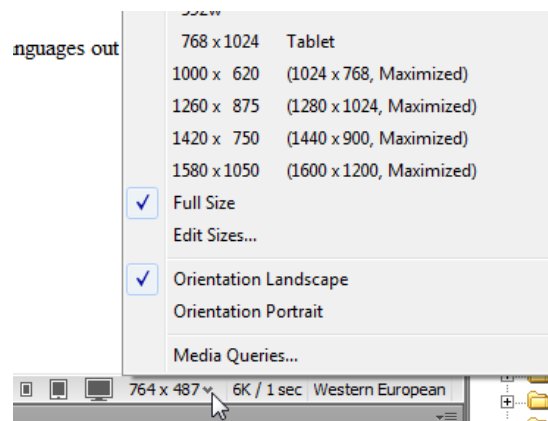 592w
anguages out
768 x 1024 Tablet
1000 x 620 (1024 x 768, Maximized)
1260 x 875 (1280 x 1024, Maximized)
1420 x 750 (1440 x 900, Maximized)
1580 x 1050 (1600 x 1200, Maximized)
Full Size
Edit Sizes...
Orientation Landscape
Orientation Portrait
Media Queries...
764 x 487 6K / 1 sec Western European